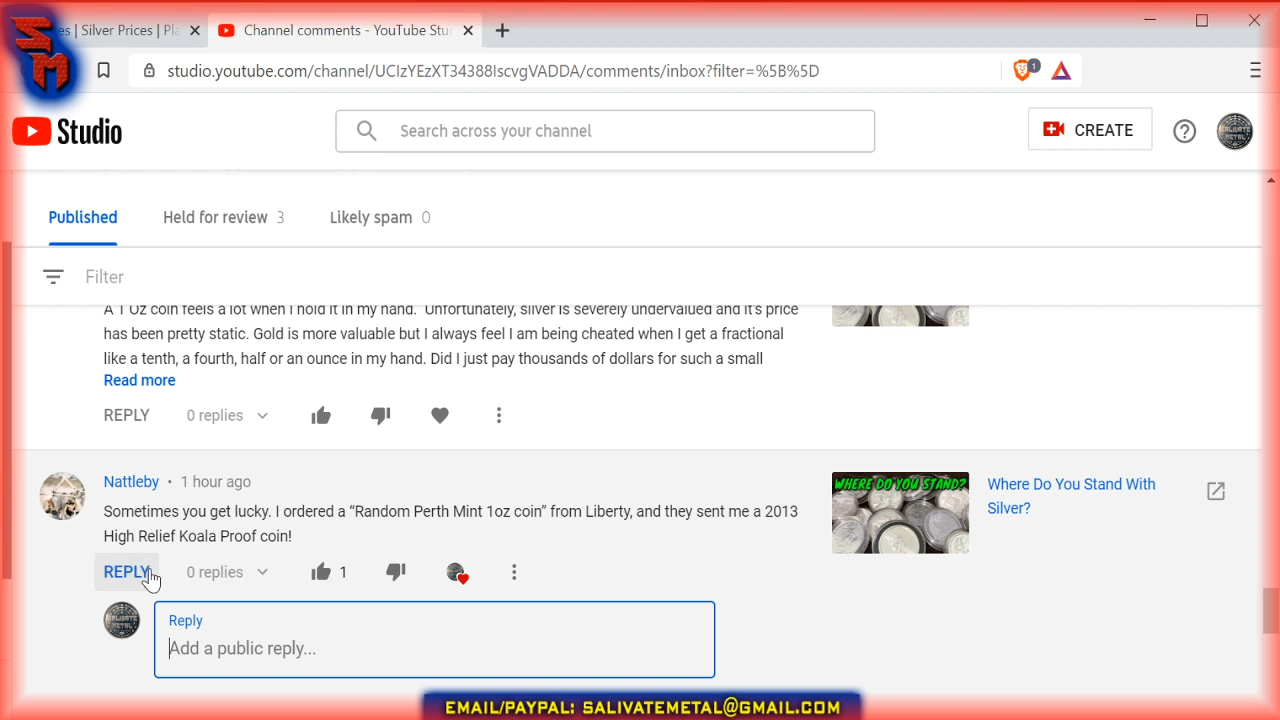 SM
es | Silver Prices | Pla
Channel comments - YouTube Stud
studio.youtube.com/channel/UCIzYEzXT34388IscvgVADDA/comments/inbox?filter=%5B%5D
1
Studio
Search across your channel
CREATE
Published
Held for review 3
Likely spam 0
Filter
A 1 Oz coin feels a lot when I hold it in my hand. Unfortunately, silver is severely undervalued and it's price
has been pretty static. Gold is more valuable but I always feel I am being cheated when I get a fractional
like a tenth, a fourth, half or an ounce in my hand. Did I just pay thousands of dollars for such a small
Read more
REPLY
0 replies
Nattleby • 1 hour ago
Sometimes you get lucky. I ordered a “Random Perth Mint 1oz coin” from Liberty, and they sent me a 2013
High Relief Koala Proof coin!
WHERE DO YOU STAND?
Where Do You Stand With
Silver?
REPLY
0 replies
1
SALIVATE METAL
Reply
Add a public reply...
EMAIL/PAYPAL: SALIVATEMETAL@GMAIL.COM